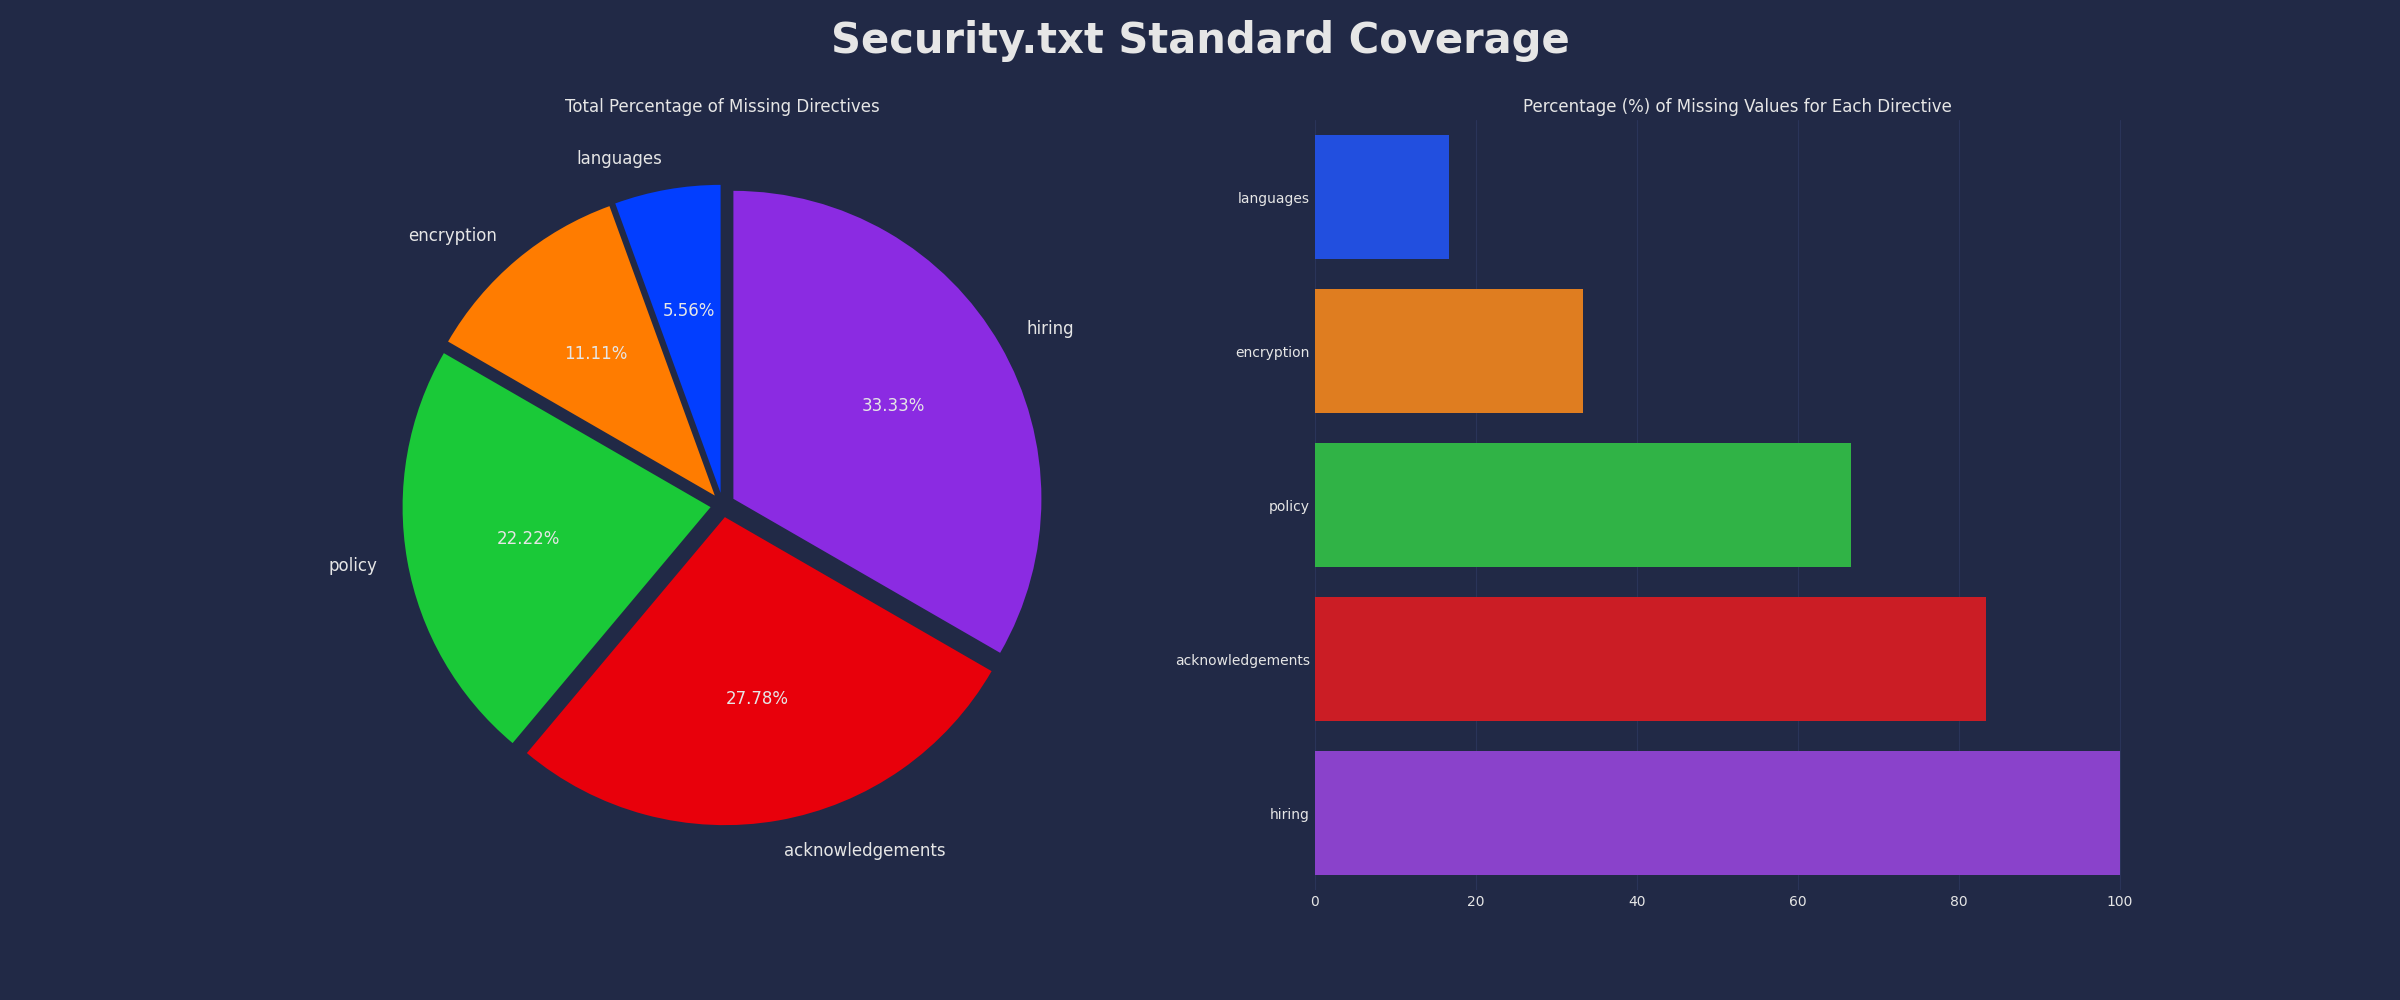 Security.txt Standard Coverage
Total Percentage of Missing Directives
languages
encryption
policy
acknowledgements
hiring
5.56%
11.11%
22.22%
27.78%
33.33%
Percentage (%) of Missing Values for Each Directive
languages
encryption
policy
acknowledgements
hiring
0 20 40 60 80 100